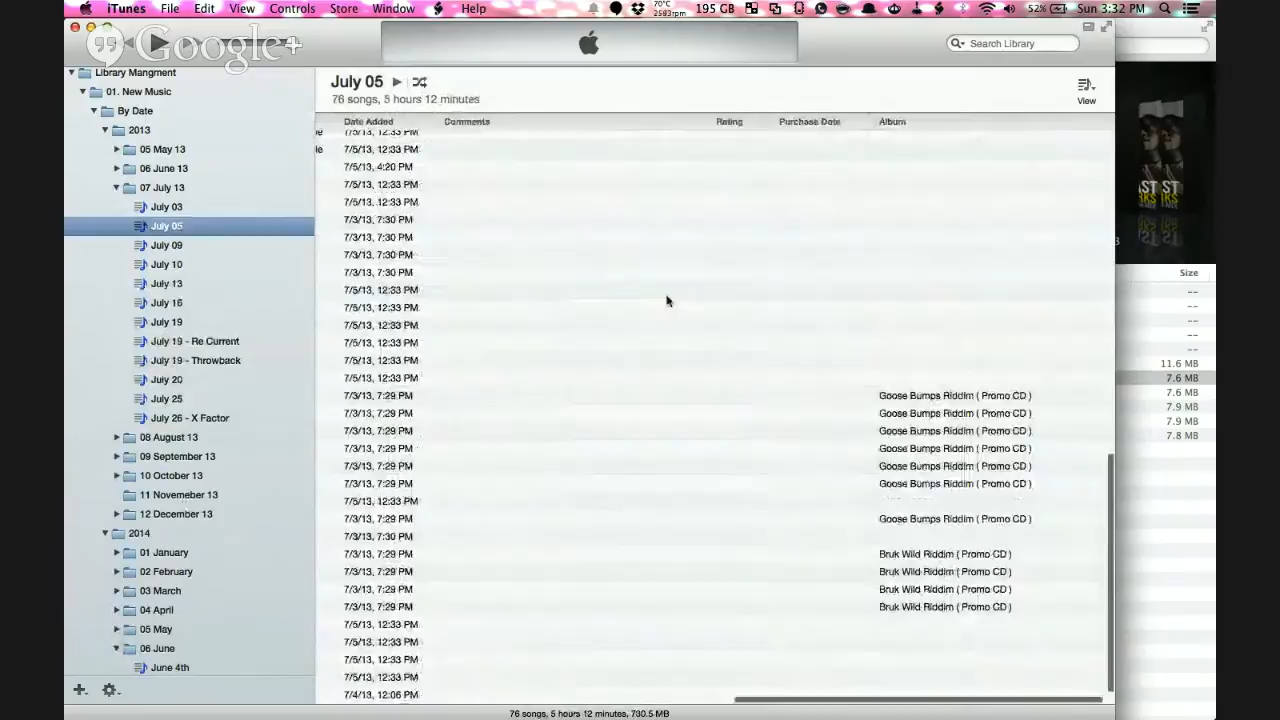 iTunes File Edit View Controls Store Window Help 70°C 2583rpm 195 GB 52% Sun 3:32 PM
Google+
Search Library
Library Mangment
01. New Music
By Date
2013
05 May 13
06 June 13
07 July 13
July 03
July 05
July 09
July 10
July 13
July 16
July 19
July 19 - Re Current
July 19 - Throwback
July 20
July 25
July 26 - X Factor
08 August 13
09 September 13
10 October 13
11 Novemeber 13
12 December 13
2014
01 January
02 February
03 March
04 April
05 May
06 June
June 4th
July 05
76 songs, 5 hours 12 minutes
View
Date Added Comments Rating Purchase Date Album
7/5/13, 12:33 PM
7/5/13, 12:33 PM
7/5/13, 4:20 PM
7/5/13, 12:33 PM
7/5/13, 12:33 PM
7/3/13, 7:30 PM
7/3/13, 7:30 PM
7/3/13, 7:30 PM
7/3/13, 7:30 PM
7/5/13, 12:33 PM
7/5/13, 12:33 PM
7/5/13, 12:33 PM
7/5/13, 12:33 PM
7/5/13, 12:33 PM
7/5/13, 12:33 PM
7/3/13, 7:29 PM Goose Bumps Riddim ( Promo CD )
7/3/13, 7:29 PM Goose Bumps Riddim ( Promo CD )
7/3/13, 7:29 PM Goose Bumps Riddim ( Promo CD )
7/3/13, 7:29 PM Goose Bumps Riddim ( Promo CD )
7/3/13, 7:29 PM Goose Bumps Riddim ( Promo CD )
7/3/13, 7:29 PM Goose Bumps Riddim ( Promo CD )
7/5/13, 12:33 PM
7/3/13, 7:29 PM Goose Bumps Riddim ( Promo CD )
7/3/13, 7:30 PM
7/3/13, 7:29 PM Bruk Wild Riddim ( Promo CD )
7/3/13, 7:29 PM Bruk Wild Riddim ( Promo CD )
7/3/13, 7:29 PM Bruk Wild Riddim ( Promo CD )
7/3/13, 7:29 PM Bruk Wild Riddim ( Promo CD )
7/5/13, 12:33 PM
7/5/13, 12:33 PM
7/5/13, 12:33 PM
7/5/13, 12:33 PM
7/4/13, 12:06 PM
76 songs, 5 hours 12 minutes, 730.5 MB
Size
--
--
--
--
--
11.6 MB
7.6 MB
7.6 MB
7.9 MB
7.9 MB
7.8 MB